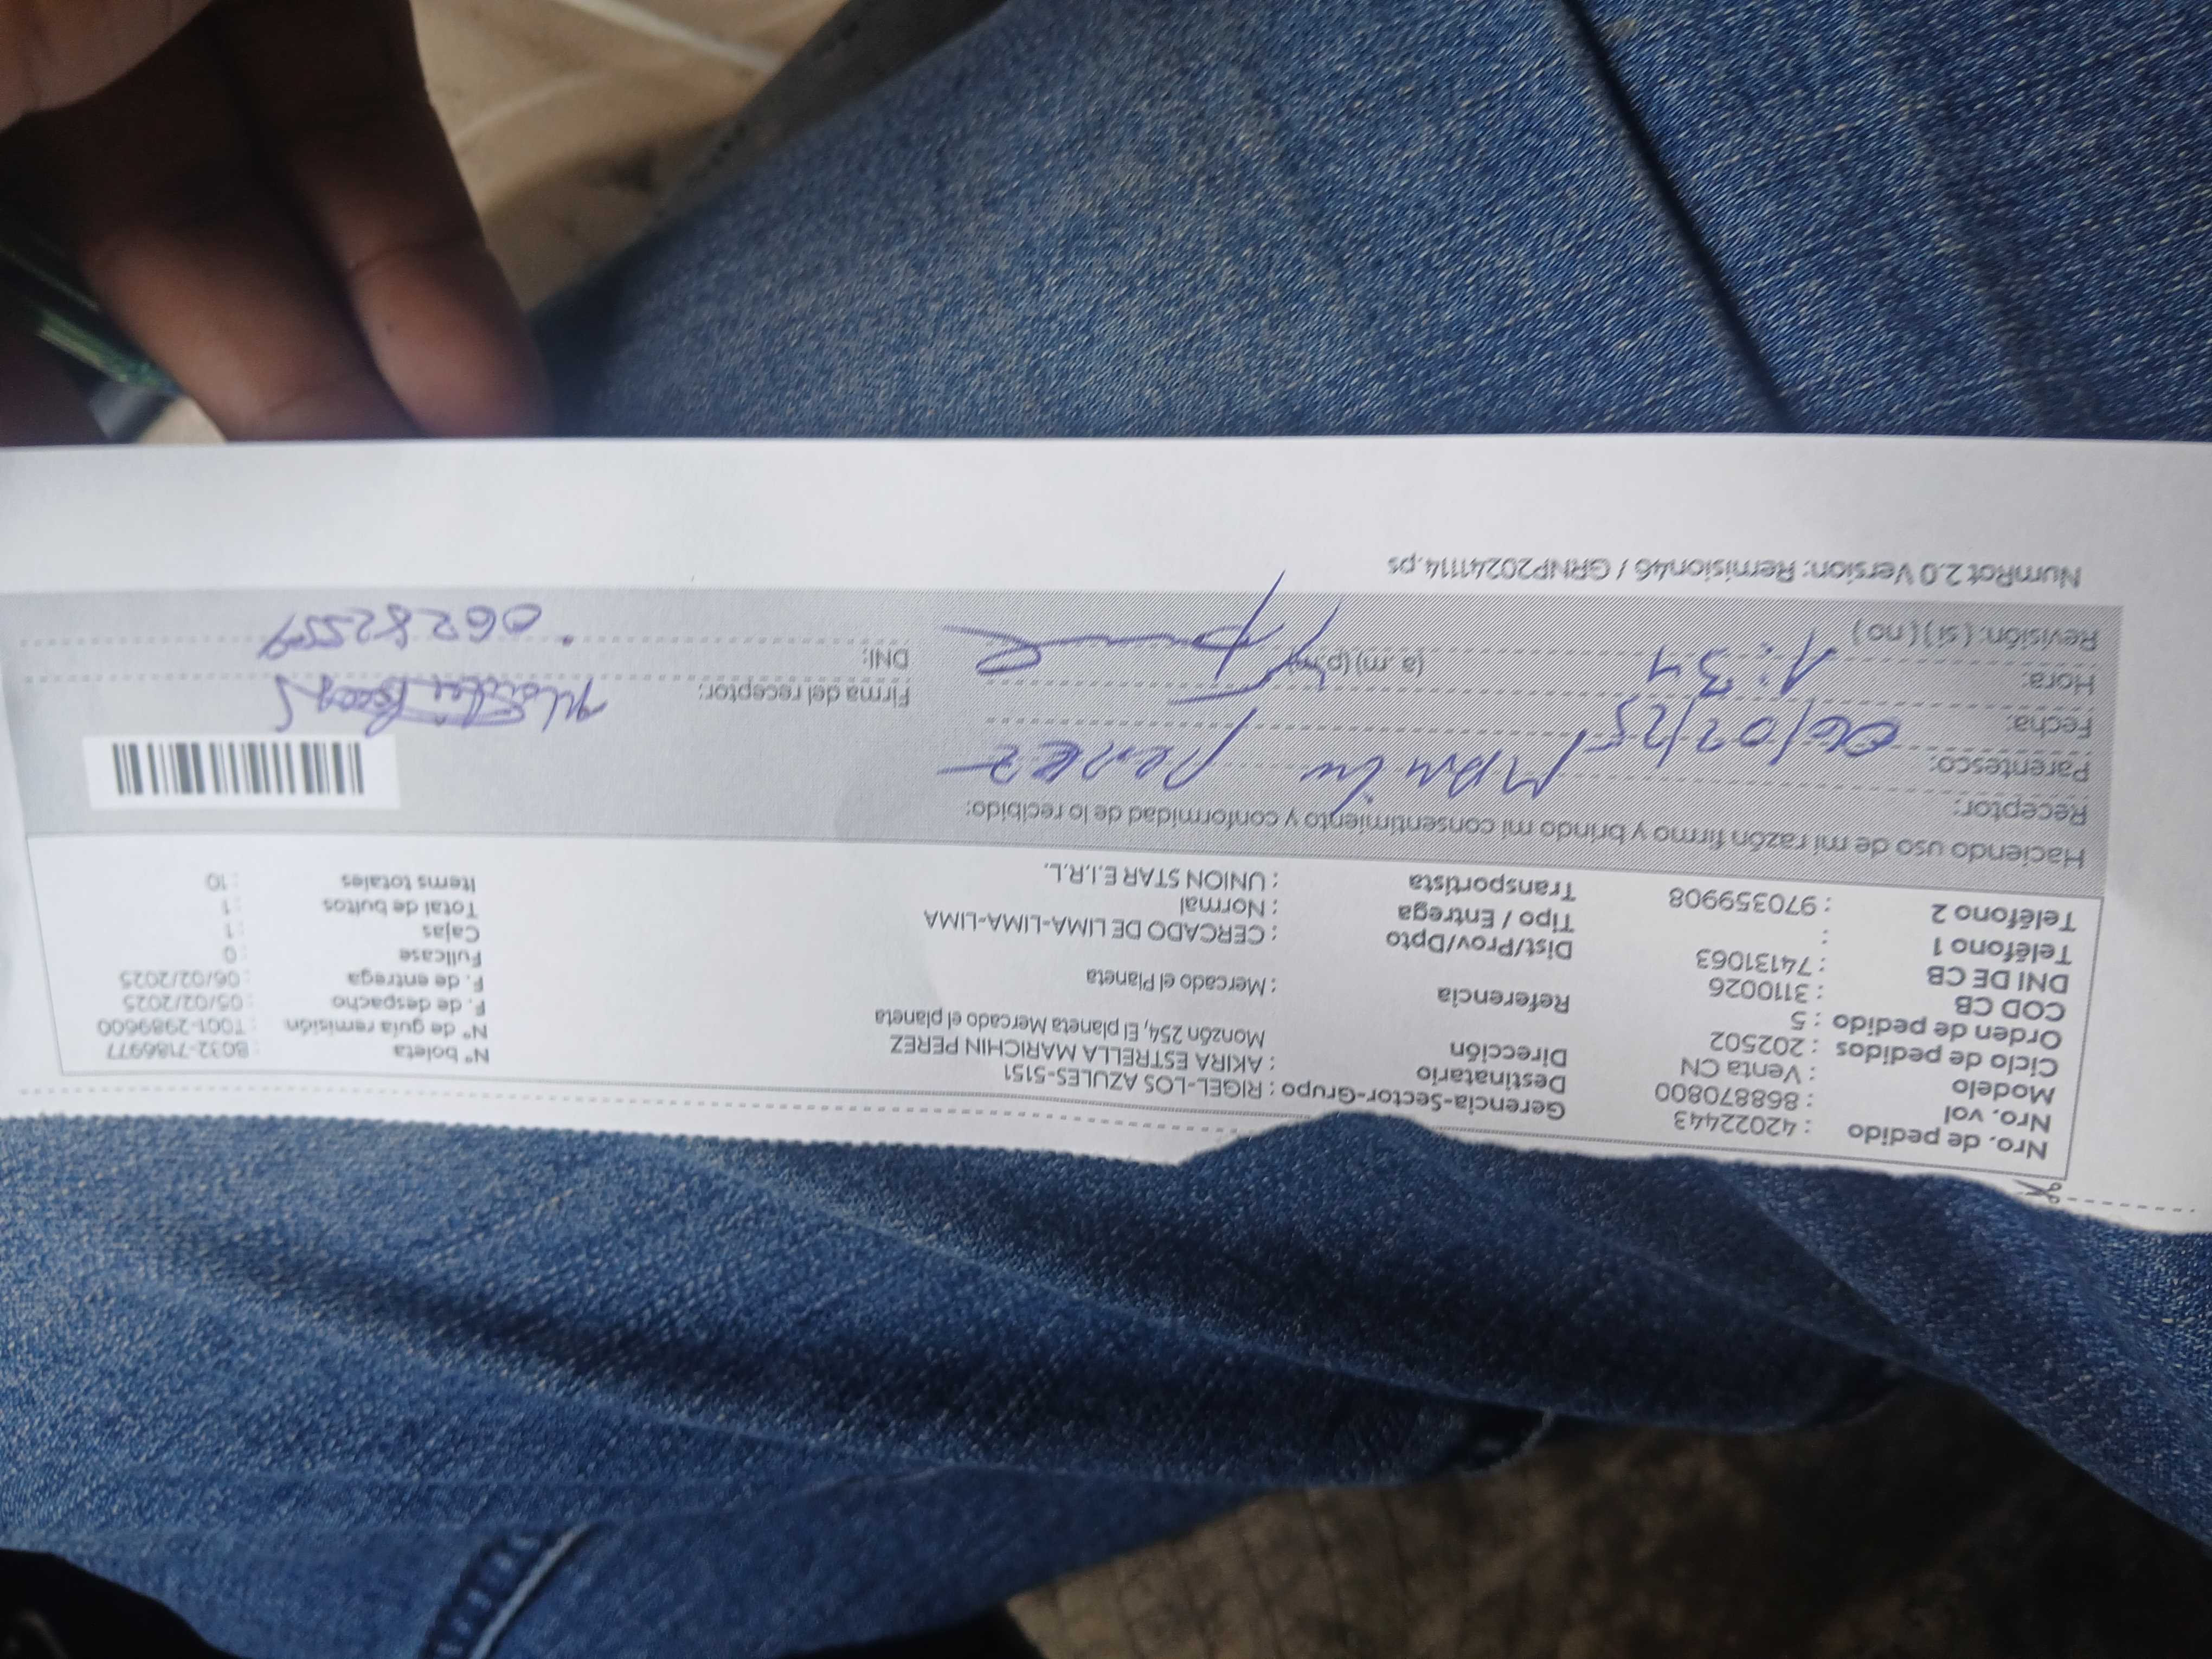 Nro. de pedido : 42022443 Gerencia-Sector-Grupo : RIGEL-LOS AZULES-5151 Nº boleta : B032-7186977
Nro. vol : 868870800 Destinatario : AKIRA ESTRELLA MARICHIN PEREZ Nº de guía remisión : T001-2989600
Modelo : Venta CN Dirección Monzón 254, El planeta Mercado el planeta F. de despacho : 05/02/2025
Ciclo de pedidos : 202502 F. de entrega : 06/02/2025
Orden de pedido : 5 Referencia : Mercado el Planeta Fullcase : 0
COD CB : 3110026 Dist/Prov/Dpto : CERCADO DE LIMA-LIMA-LIMA Cajas : 1
DNI DE CB : 74131063 Tipo / Entrega : Normal Total de bultos : 1
Teléfono 1 : Transportista : UNION STAR E.I.R.L. Items totales : 10
Teléfono 2 : 970359908
Haciendo uso de mi razón firmo y brindo mi consentimiento y conformidad de lo recibido:
Receptor:
Parentesco:
Fecha: 06/02/25 Firma del receptor:
Hora: 1:34 (a.m) (p.m) DNI: 06282559
Revisión: (si) (no)
NumRot 2.0 Version: Remision46 / GRNP20241114.ps